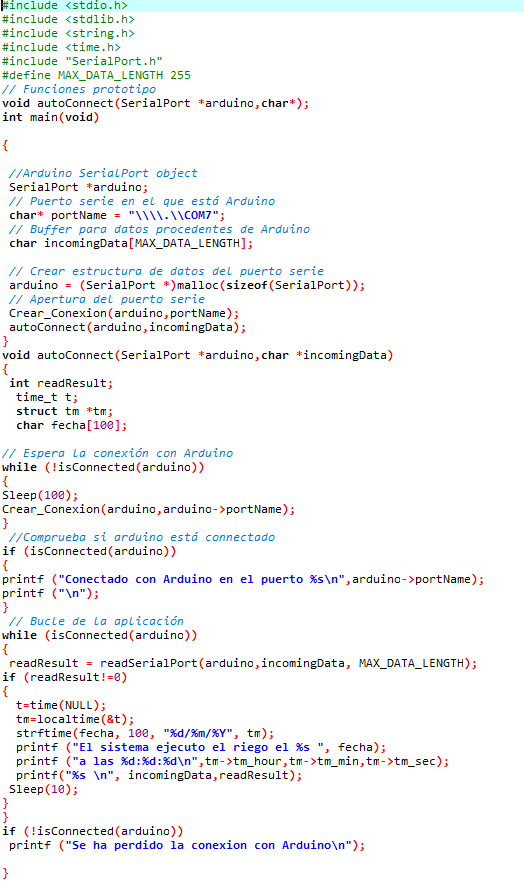 #include <stdio.h>
#include <stdlib.h>
#include <string.h>
#include <time.h>
#include "SerialPort.h"
#define MAX_DATA_LENGTH 255
// Funciones prototipo
void autoConnect(SerialPort *arduino,char*);
int main(void)
{
//Arduino SerialPort object
SerialPort *arduino;
// Puerto serie en el que está Arduino
char* portName = "\\\\.\\COM7";
// Buffer para datos procedentes de Arduino
char incomingData[MAX_DATA_LENGTH];
// Crear estructura de datos del puerto serie
arduino = (SerialPort *)malloc(sizeof(SerialPort));
// Apertura del puerto serie
Crear_Conexion(arduino,portName);
autoConnect(arduino,incomingData);
}
void autoConnect(SerialPort *arduino,char *incomingData)
{
int readResult;
time_t t;
struct tm *tm;
char fecha[100];
// Espera la conexión con Arduino
while (!isConnected(arduino))
{
Sleep(100);
Crear_Conexion(arduino,arduino->portName);
}
//Comprueba si arduino está connectado
if (isConnected(arduino))
{
printf ("Conectado con Arduino en el puerto %s\n",arduino->portName);
printf ("\n");
}
// Bucle de la aplicación
while (isConnected(arduino))
{
readResult = readSerialPort(arduino,incomingData, MAX_DATA_LENGTH);
if (readResult!=0)
{
t=time(NULL);
tm=localtime(&t);
strftime(fecha, 100, "%d/%m/%Y", tm);
printf ("El sistema ejecuto el riego el %s ", fecha);
printf ("a las %d:%d:%d\n",tm->tm_hour,tm->tm_min,tm->tm_sec);
printf("%s \n", incomingData,readResult);
Sleep(10);
}
}
if (!isConnected(arduino))
printf ("Se ha perdido la conexion con Arduino\n");
}